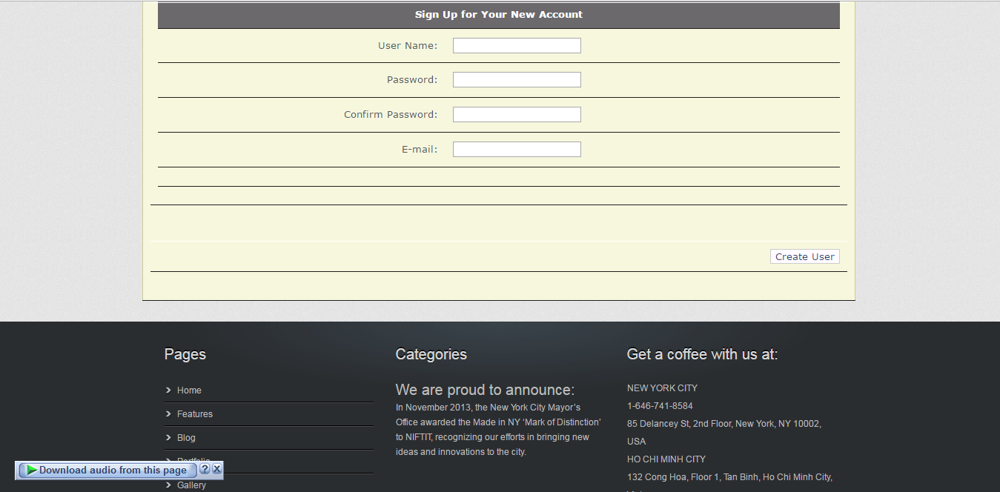 Sign Up for Your New Account
User Name:
Password:
Confirm Password:
E-mail:
Create User
Pages
Home
Features
Blog
Portfolio
Gallery
Categories
We are proud to announce:
In November 2013, the New York City Mayor’s
Office awarded the Made in NY ‘Mark of Distinction’
to NIFTIT, recognizing our efforts in bringing new
ideas and innovations to the city.
Get a coffee with us at:
NEW YORK CITY
1-646-741-8584
85 Delancey St, 2nd Floor, New York, NY 10002,
USA
HO CHI MINH CITY
132 Cong Hoa, Floor 1, Tan Binh, Ho Chi Minh City,
Download audio from this page ? X